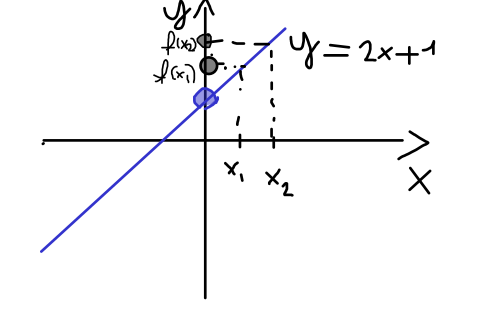 y
f(x₂)
y = 2x+1
f(x₁)
x₁
x₂
X